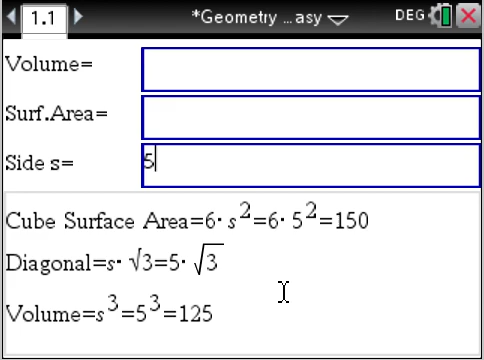 1.1 *Geometry ...asy DEG
Volume=
Surf.Area=
Side s= 5
Cube Surface Area=6· s²=6· 5²=150
Diagonal=s· √3=5· √3
Volume=s³=5³=125